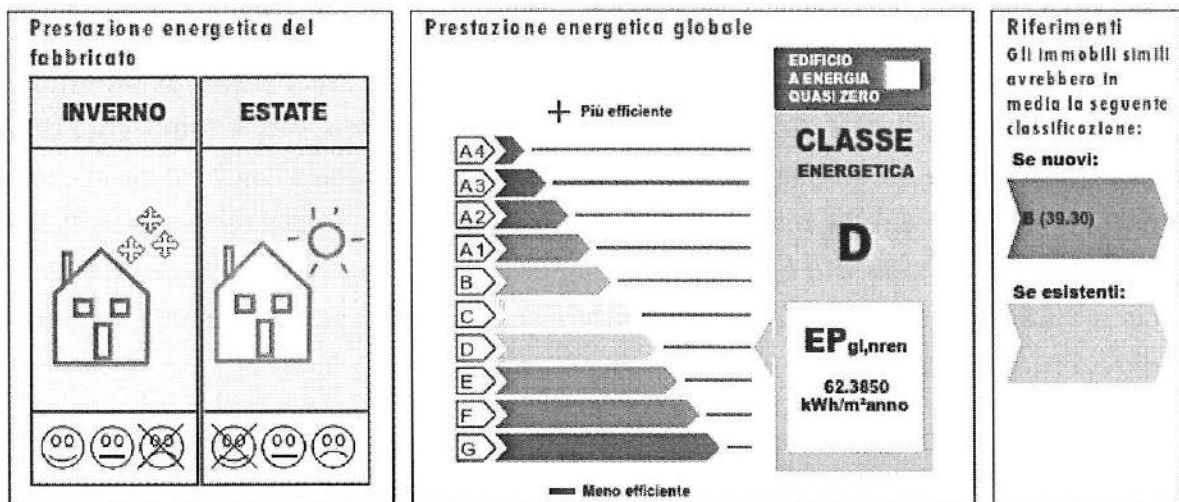 Prestazione energetica del
fabbricato
INVERNO
ESTATE
Prestazione energetica globale
+ Più efficiente
A4
A3
A2
A1
B
C
D
E
F
G
Meno efficiente
EDIFICIO
A ENERGIA
QUASI ZERO
CLASSE
ENERGETICA
D
EPgl,nren
62.3850
kWh/m²anno
Riferimenti
Gli immobili simili
avrebbero in
media la seguente
classificazione:
Se nuovi:
B (39.30)
Se esistenti: